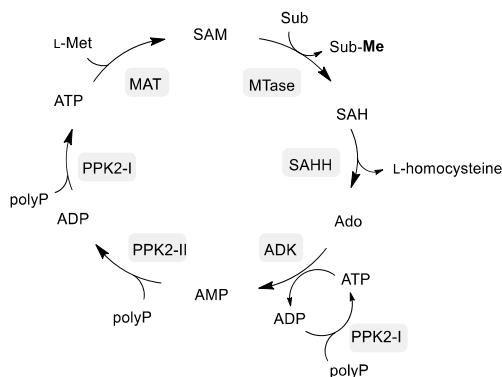 Sub
SAM
L-Met
Sub-Me
MAT
MTase
ATP
SAH
PPK2-I
SAHH
L-homocysteine
polyP
ADP
Ado
PPK2-II
ADK
ATP
AMP
polyP
ADP
PPK2-I
polyP